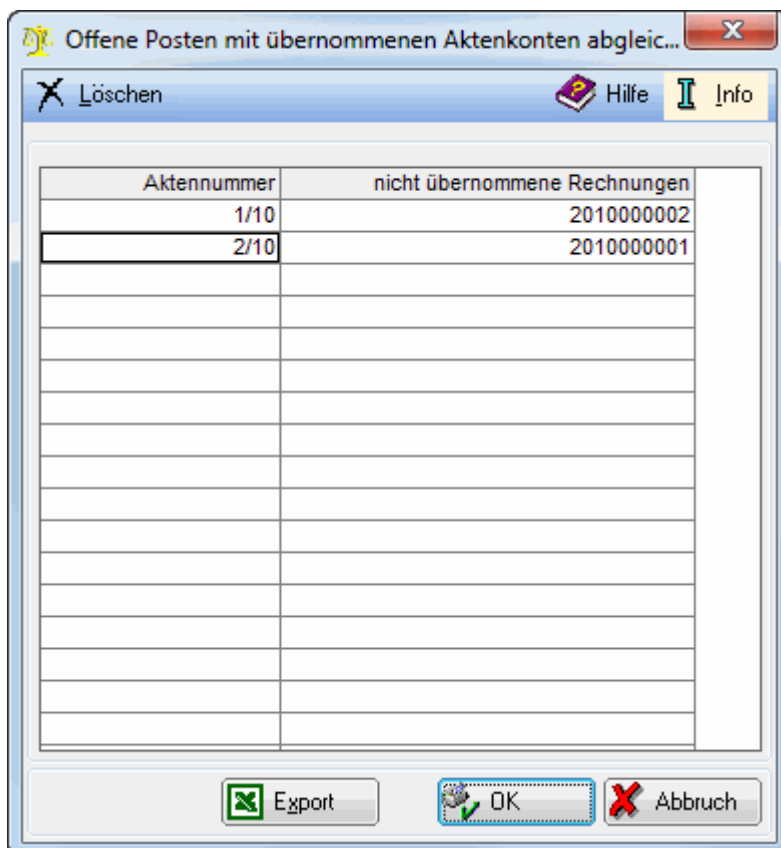 Offene Posten mit übernommenen Aktenkonten abgleic...
Löschen Hilfe Info
Aktennummer nicht übernommene Rechnungen
1/10 2010000002
2/10 2010000001
Export OK Abbruch